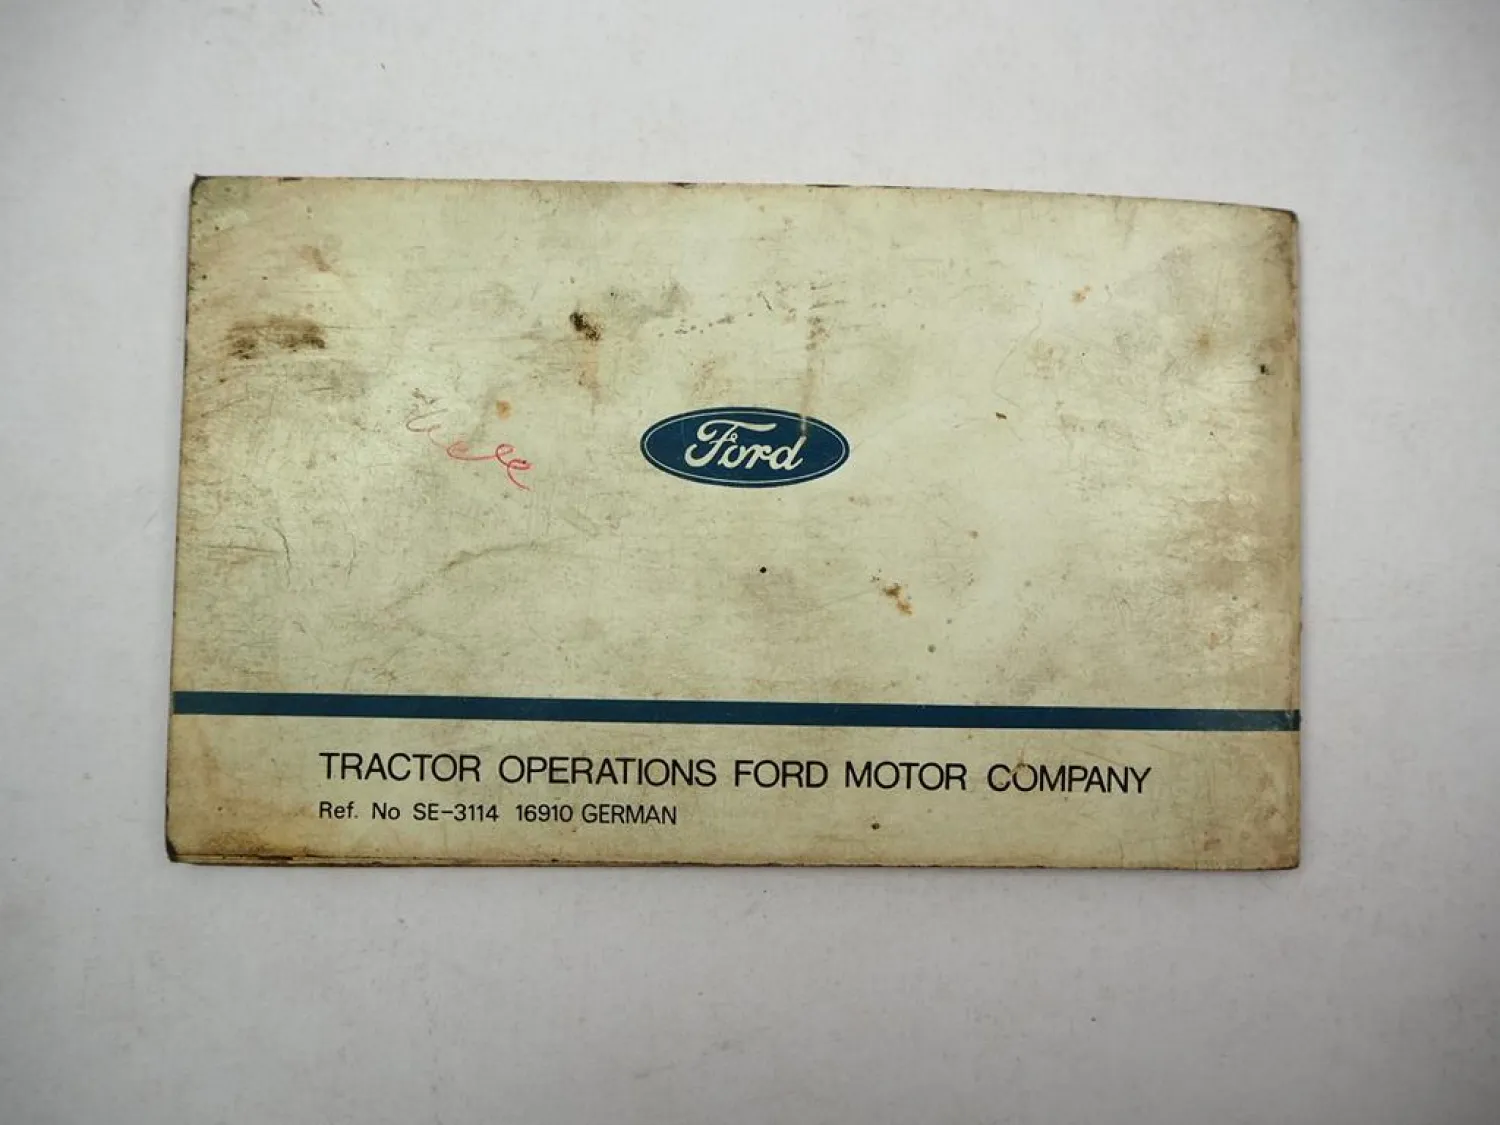 Ford
TRACTOR OPERATIONS FORD MOTOR COMPANY
Ref. No SE-3114 16910 GERMAN